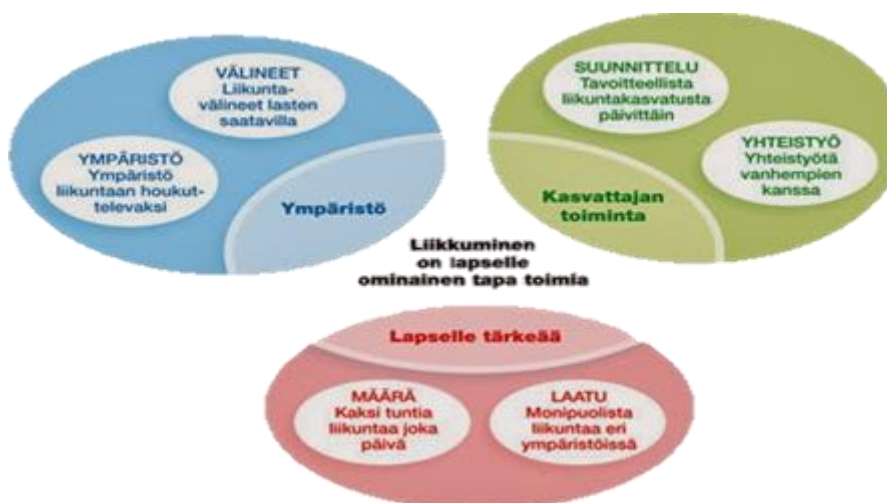 VÄLINEET
Liikunta-
välineet lasten
saatavilla
YMPÄRISTÖ
Ympäristö
liikuntaan houkut-
televaksi
Ympäristö
SUUNNITTELU
Tavoitteellista
liikuntakasvatusta
päivittäin
YHTEISTYÖ
Yhteistyötä
vanhempien
kanssa
Kasvattajan
toiminta
Liikkuminen
on lapselle
ominainen tapa toimia
Lapselle tärkeää
MÄÄRÄ
Kaksi tuntia
liikuntaa joka
päivä
LAATU
Monipuolista
liikuntaa eri
ympäristöissä